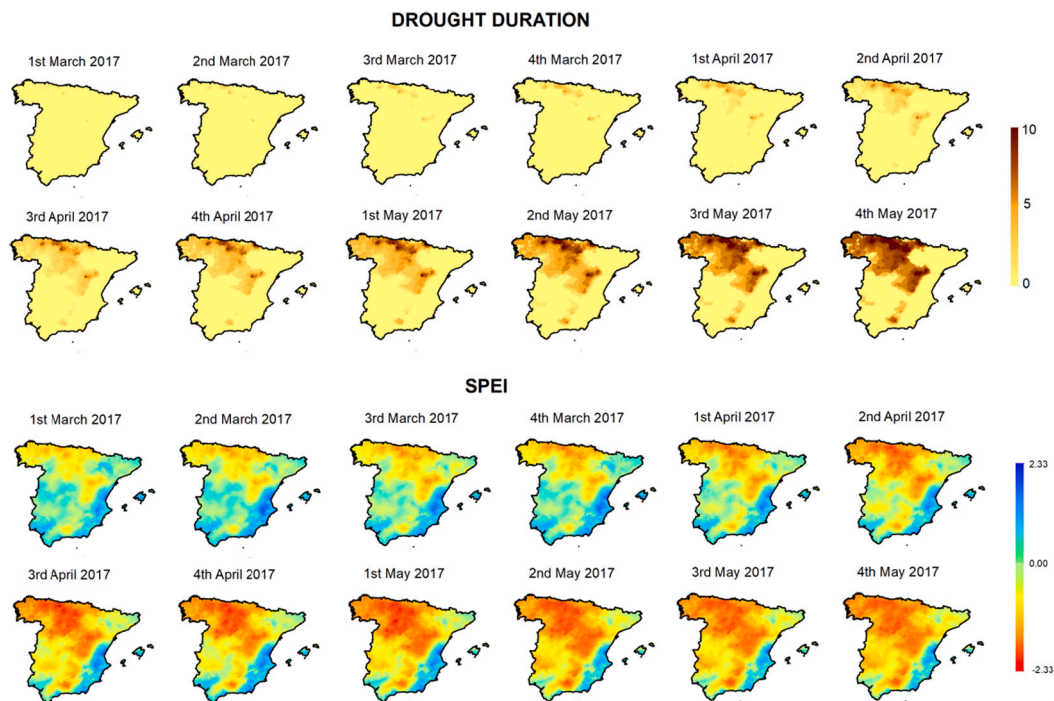 DROUGHT DURATION
1st March 2017 2nd March 2017 3rd March 2017 4th March 2017 1st April 2017 2nd April 2017
10
5
0
3rd April 2017 4th April 2017 1st May 2017 2nd May 2017 3rd May 2017 4th May 2017
SPEI
1st March 2017 2nd March 2017 3rd March 2017 4th March 2017 1st April 2017 2nd April 2017
2.33
0.00
-2.33
3rd April 2017 4th April 2017 1st May 2017 2nd May 2017 3rd May 2017 4th May 2017